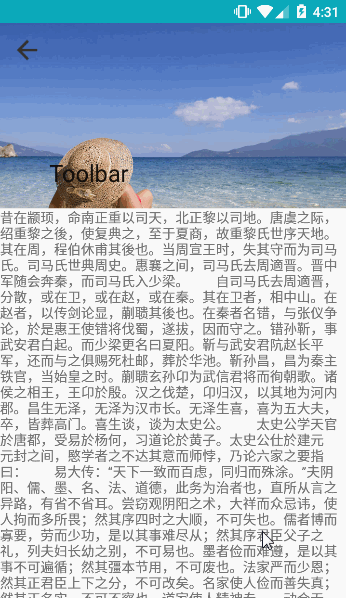 4:31
Toolbar
昔在颛顼，命南正重以司天，北正黎以司地。唐虞之际，
绍重黎之後，使复典之，至于夏商，故重黎氏世序天地。
其在周，程伯休甫其後也。当周宣王时，失其守而为司马
氏。司马氏世典周史。惠襄之间，司马氏去周適晋。晋中
军随会奔秦，而司马氏入少梁。 自司马氏去周適晋，
分散，或在卫，或在赵，或在秦。其在卫者，相中山。在
赵者，以传剑论显，蒯聩其後也。在秦者名错，与张仪争
论，於是惠王使错将伐蜀，遂拔，因而守之。错孙靳，事
武安君白起。而少梁更名曰夏阳。靳与武安君阬赵长平
军，还而与之俱赐死杜邮，葬於华池。靳孙昌，昌为秦主
铁官，当始皇之时。蒯聩玄孙卬为武信君将而徇朝歌。诸
侯之相王，王卬於殷。汉之伐楚，卬归汉，以其地为河内
郡。昌生无泽，无泽为汉市长。无泽生喜，喜为五大夫，
卒，皆葬高门。喜生谈，谈为太史公。 太史公学天官
於唐都，受易於杨何，习道论於黄子。太史公仕於建元
元封之间，愍学者之不达其意而师悖，乃论六家之要指
曰： 易大传：“天下一致而百虑，同归而殊涂。”夫阴
阳、儒、墨、名、法、道德，此务为治者也，直所从言之
异路，有省不省耳。尝窃观阴阳之术，大祥而众忌讳，使
人拘而多所畏；然其序四时之大顺，不可失也。儒者博而
寡要，劳而少功，是以其事难尽从；然其序君臣父子之
礼，列夫妇长幼之别，不可易也。墨者俭而难遵，是以其
事不可遍循；然其彊本节用，不可废也。法家严而少恩；
然其正君臣上下之分，不可改矣。名家使人俭而善失真；